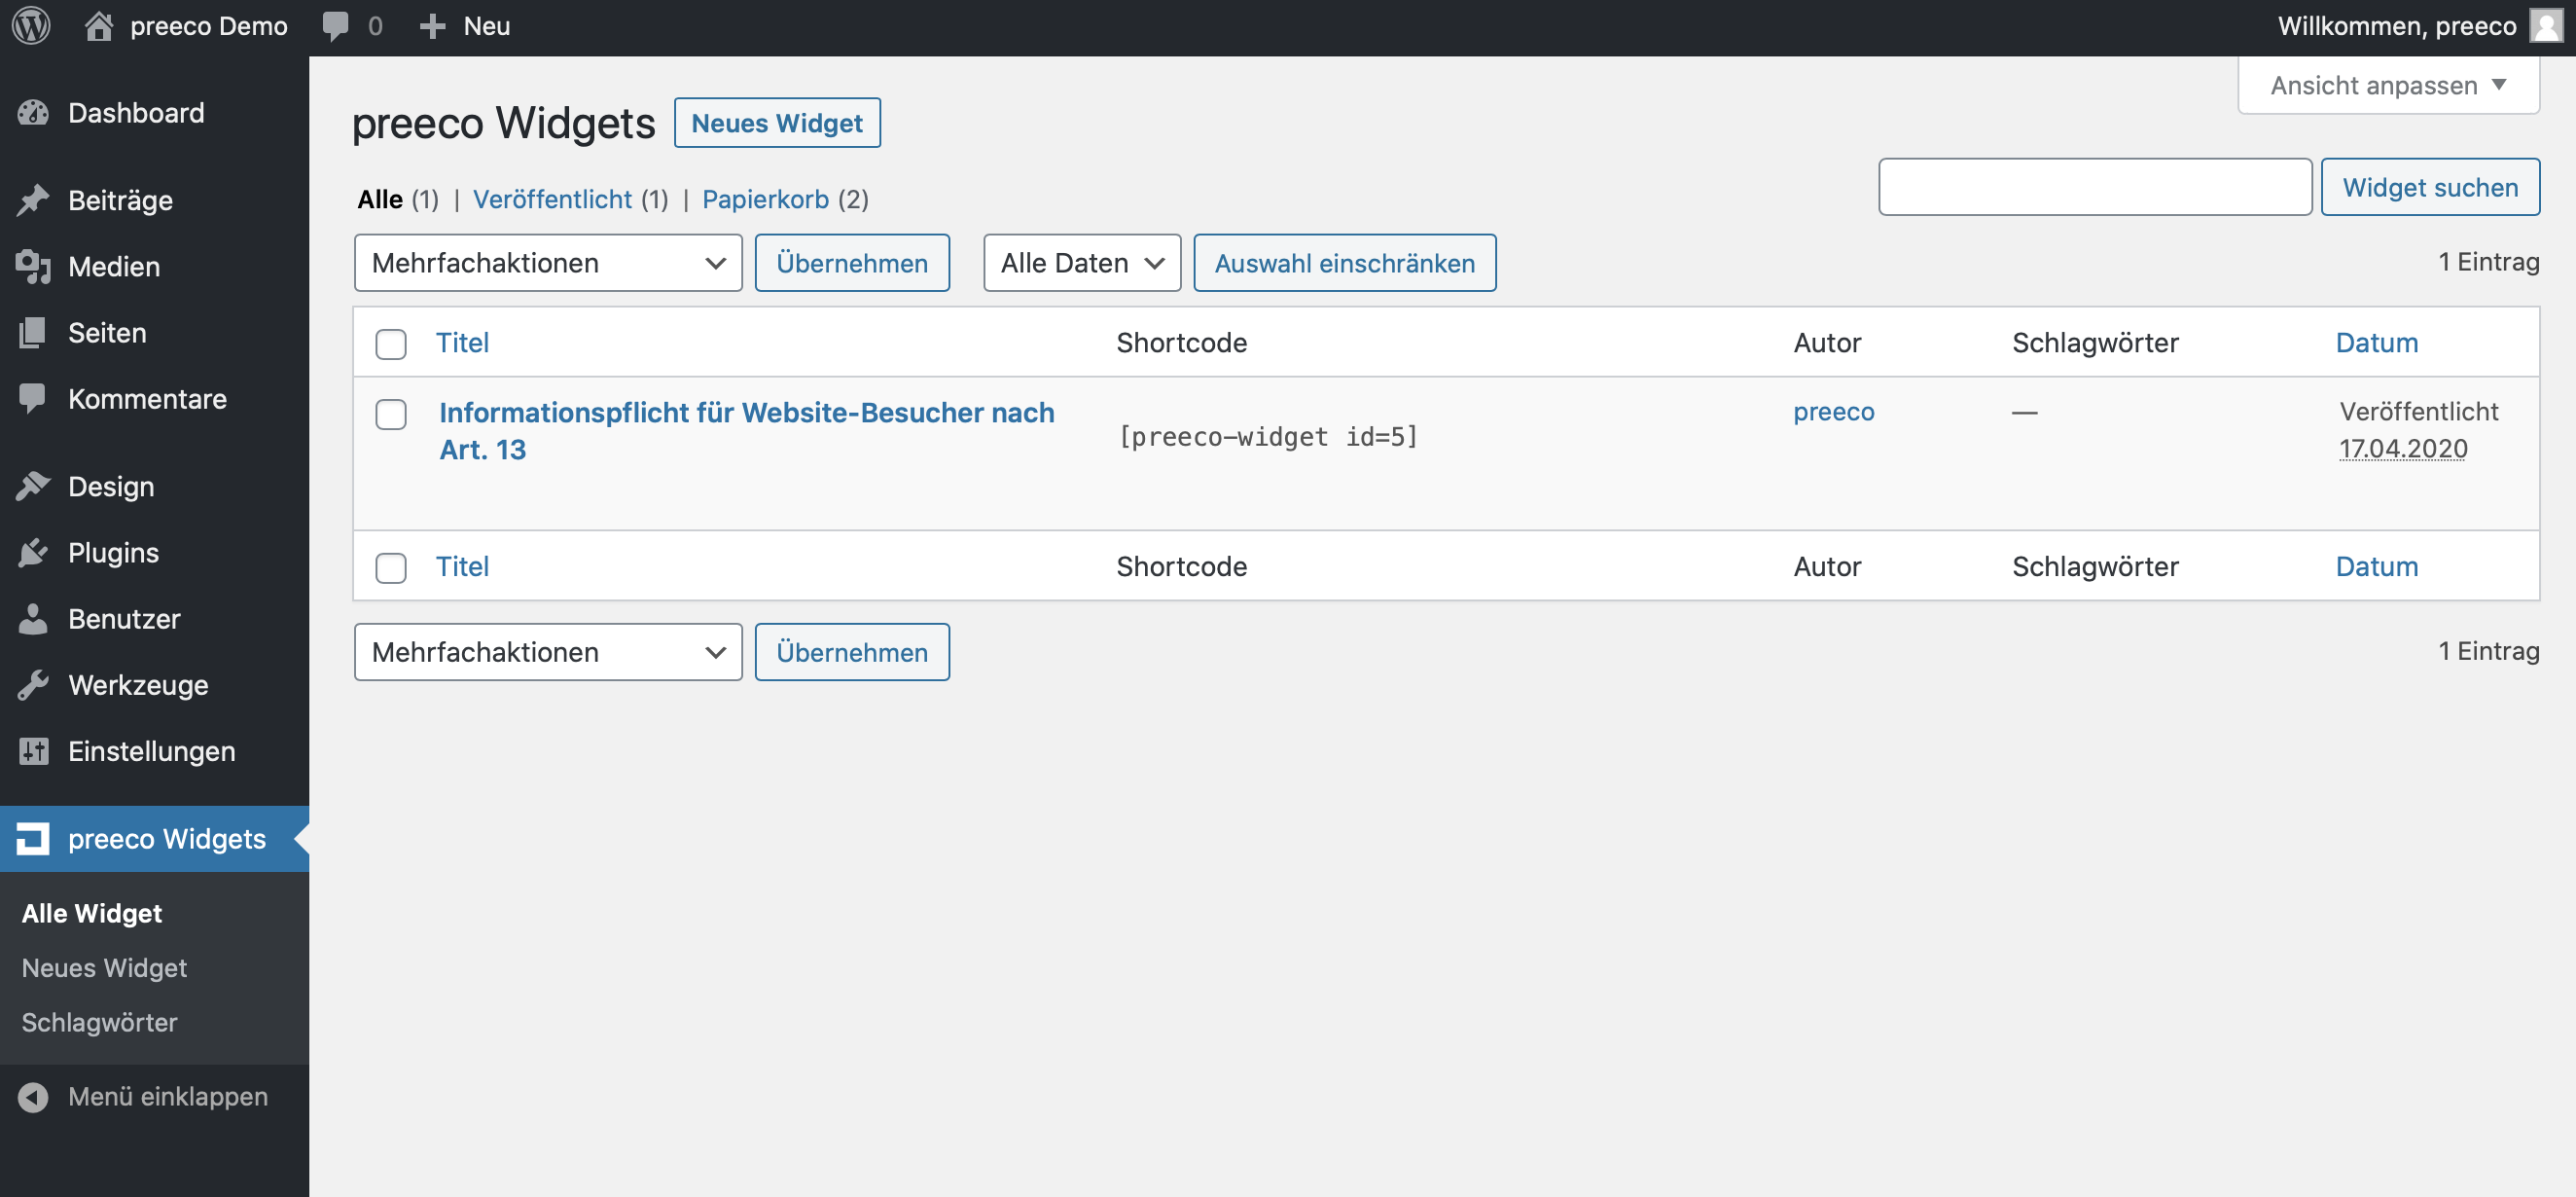 preeco Demo 0 Neu Willkommen, preeco
Ansicht anpassen
Dashboard
Beiträge
Medien
Seiten
Kommentare
Design
Plugins
Benutzer
Werkzeuge
Einstellungen
preeco Widgets
Alle Widget
Neues Widget
Schlagwörter
Menü einklappen
preeco Widgets Neues Widget
Alle (1) | Veröffentlicht (1) | Papierkorb (2)
Widget suchen
Mehrfachaktionen Übernehmen Alle Daten Auswahl einschränken 1 Eintrag
Titel Shortcode Autor Schlagwörter Datum
Informationspflicht für Website-Besucher nach
Art. 13
[preeco-widget id=5]
preeco
—
Veröffentlicht
17.04.2020
Titel Shortcode Autor Schlagwörter Datum
Mehrfachaktionen Übernehmen 1 Eintrag